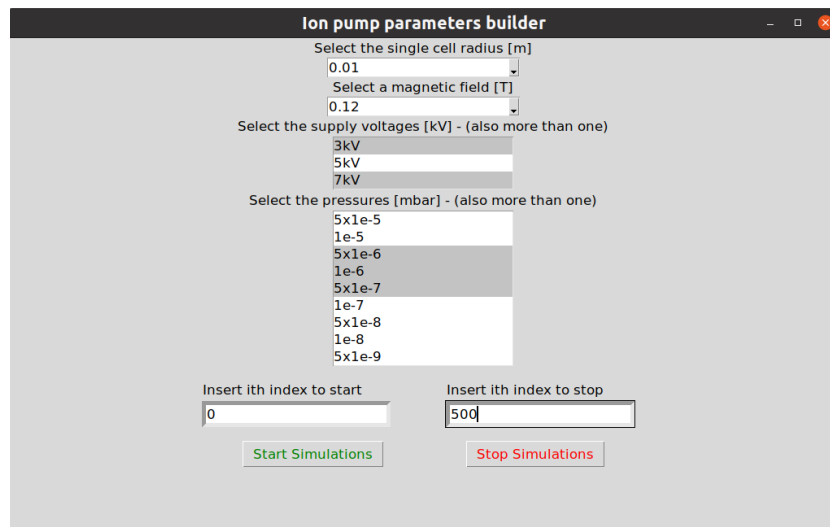 Ion pump parameters builder
Select the single cell radius [m]
0.01
Select a magnetic field [T]
0.12
Select the supply voltages [kV] - (also more than one)
3kV
5kV
7kV
Select the pressures [mbar] - (also more than one)
5x1e-5
1e-5
5x1e-6
1e-6
5x1e-7
1e-7
5x1e-8
1e-8
5x1e-9
Insert ith index to start Insert ith index to stop
0 500
Start Simulations Stop Simulations